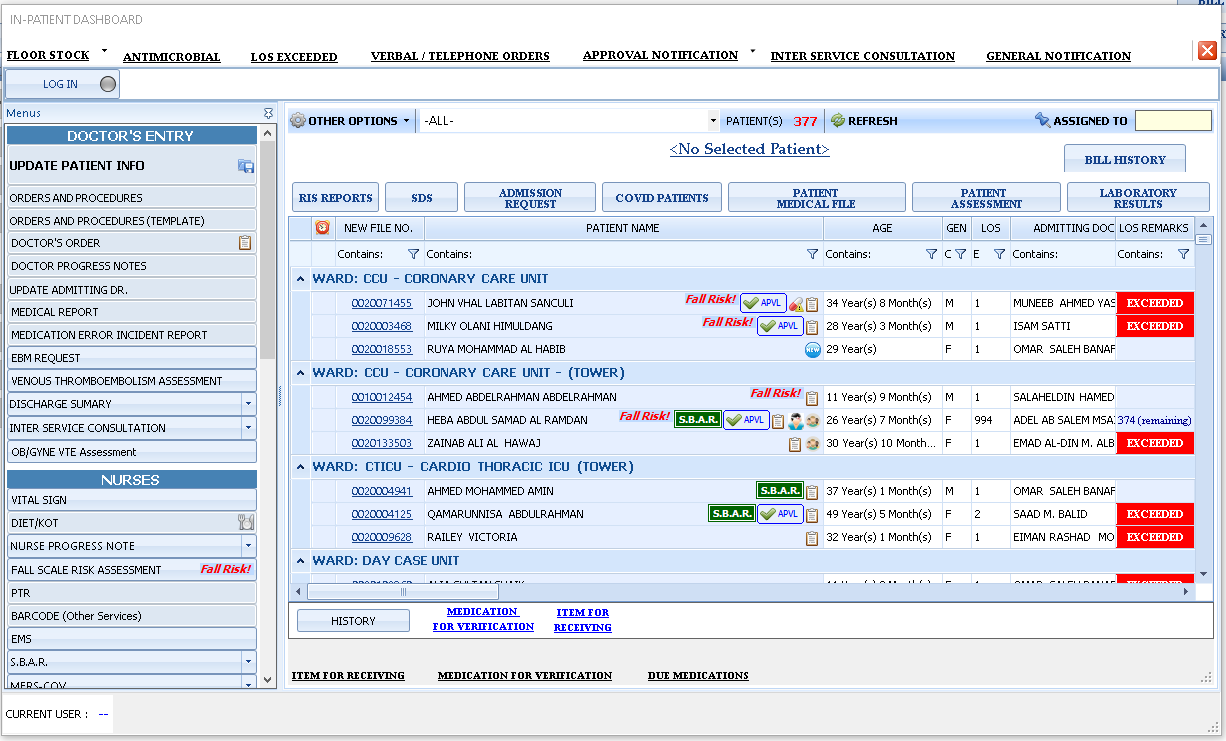 BILL
IN-PATIENT DASHBOARD
FLOOR STOCK ANTIMICROBIAL LOS EXCEEDED VERBAL / TELEPHONE ORDERS APPROVAL NOTIFICATION INTER SERVICE CONSULTATION GENERAL NOTIFICATION
LOG IN
Menus
DOCTOR'S ENTRY
UPDATE PATIENT INFO
ORDERS AND PROCEDURES
ORDERS AND PROCEDURES (TEMPLATE)
DOCTOR'S ORDER
DOCTOR PROGRESS NOTES
UPDATE ADMITTING DR.
MEDICAL REPORT
MEDICATION ERROR INCIDENT REPORT
EBM REQUEST
VENOUS THROMBOEMBOLISM ASSESSMENT
DISCHARGE SUMARY
INTER SERVICE CONSULTATION
OB/GYNE VTE Assessment
NURSES
VITAL SIGN
DIET/KOT
NURSE PROGRESS NOTE
FALL SCALE RISK ASSESSMENT Fall Risk!
PTR
BARCODE (Other Services)
EMS
S.B.A.R.
MERS-COV
OTHER OPTIONS -ALL- PATIENT(S) 377 REFRESH ASSIGNED TO
<No Selected Patient>
BILL HISTORY
RIS REPORTS SDS ADMISSION REQUEST COVID PATIENTS PATIENT MEDICAL FILE PATIENT ASSESSMENT LABORATORY RESULTS
NEW FILE NO. PATIENT NAME AGE GEN LOS ADMITTING DOC LOS REMARKS
Contains: Contains: Contains: C E Contains: Contains:
WARD: CCU - CORONARY CARE UNIT
0020071455 JOHN VHAL LABITAN SANCULI Fall Risk! APVL 34 Year(s) 8 Month(s) M 1 MUNEEB AHMED YAS EXCEEDED
0020003468 MILKY OLANI HIMULDANG Fall Risk! APVL 28 Year(s) 3 Month(s) M 1 ISAM SATTI EXCEEDED
0020018553 RUYA MOHAMMAD AL HABIB NEW 29 Year(s) F 1 OMAR SALEH BANAF
WARD: CCU - CORONARY CARE UNIT - (TOWER)
0010012454 AHMED ABDELRAHMAN ABDELRAHMAN Fall Risk! 11 Year(s) 9 Month(s) M 1 SALAHELDIN HAMED
0020099384 HEBA ABDUL SAMAD AL RAMDAN Fall Risk! S.B.A.R. APVL 26 Year(s) 7 Month(s) F 994 ADEL AB SALEM MSA 374 (remaining)
0020133503 ZAINAB ALI AL HAWAJ 30 Year(s) 10 Month... F 1 EMAD AL-DIN M. ALB EXCEEDED
WARD: CTICU - CARDIO THORACIC ICU (TOWER)
0020004941 AHMED MOHAMMED AMIN S.B.A.R. 37 Year(s) 1 Month(s) M 1 OMAR SALEH BANAF
0020004125 QAMARUNNISA ABDULRAHMAN S.B.A.R. APVL 49 Year(s) 5 Month(s) F 2 SAAD M. BALID EXCEEDED
0020009628 RAILEY VICTORIA 32 Year(s) 1 Month(s) F 1 EIMAN RASHAD MO EXCEEDED
WARD: DAY CASE UNIT
HISTORY MEDICATION FOR VERIFICATION ITEM FOR RECEIVING
ITEM FOR RECEIVING MEDICATION FOR VERIFICATION DUE MEDICATIONS
CURRENT USER : --